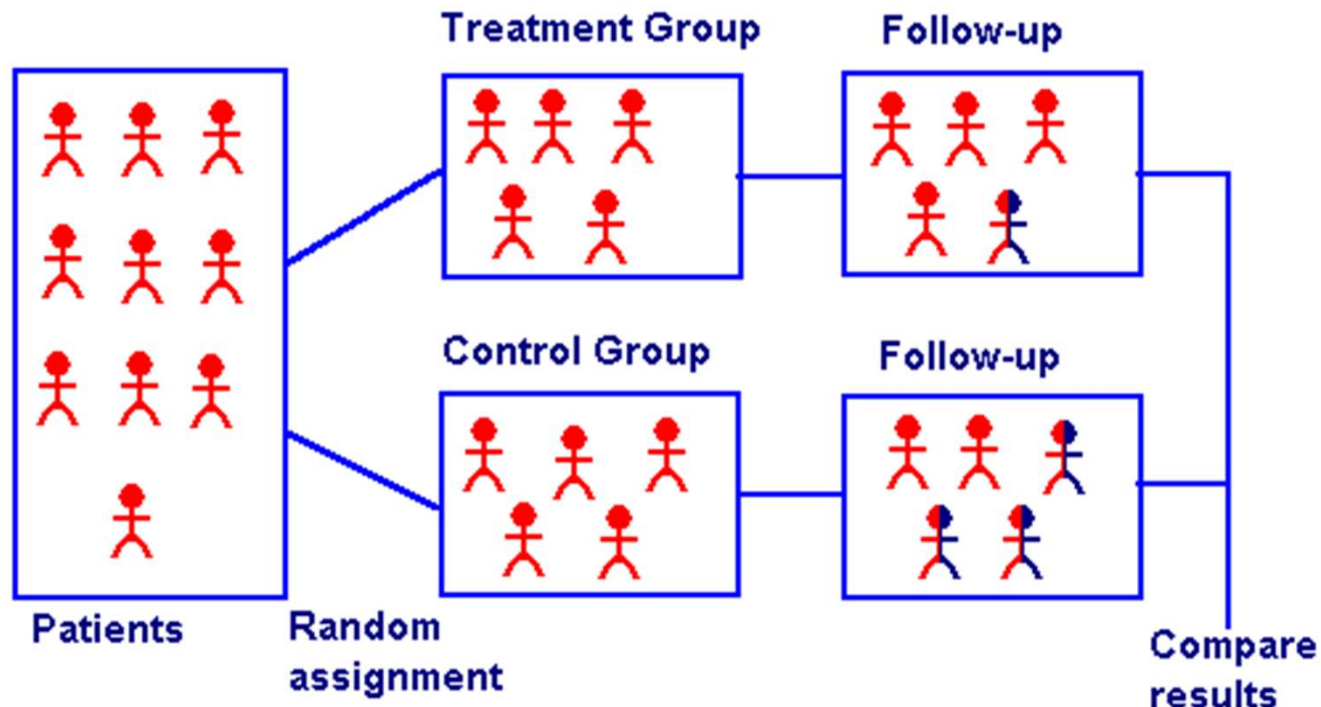 Treatment Group
Follow-up
Control Group
Follow-up
Patients
Random
assignment
Compare
results